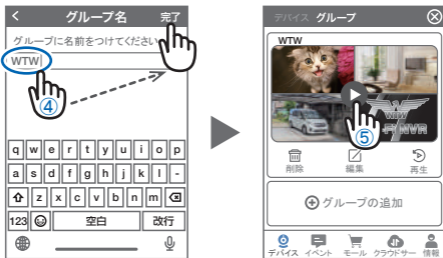 < グループ名 完了
グループに名前をつけてください
WTW
④
q w e r t y u i o p
a s d f g h j k l -
z x c v b n m
123 空白 改行
デバイス グループ
WTW
WTW
NVR
⑤
削除 編集 再生
グループの追加
デバイス イベント モール クラウドサー 情報